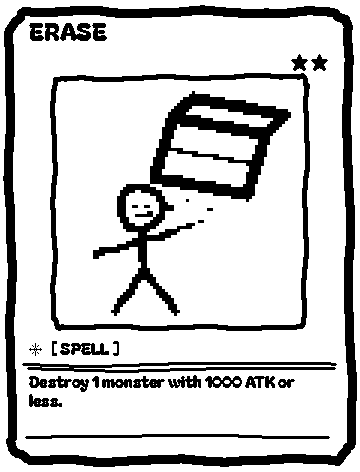 ERASE
★★
[SPELL]
Destroy 1 monster with 1000 ATK or
less.